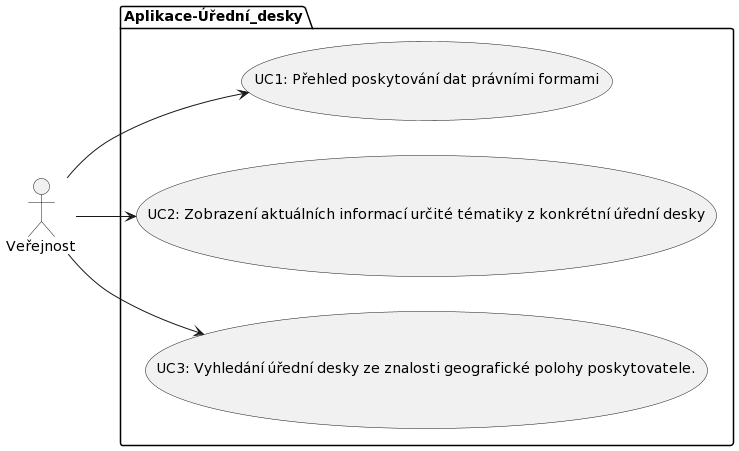 Aplikace-Úřední_desky
UC1: Přehled poskytování dat právními formami
UC2: Zobrazení aktuálních informací určité tématiky z konkrétní úřední desky
Veřejnost
UC3: Vyhledání úřední desky ze znalosti geografické polohy poskytovatele.